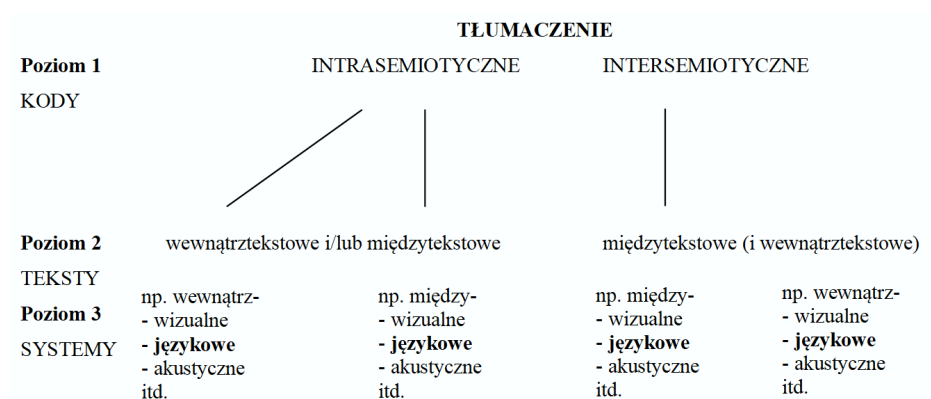 TŁUMACZENIE
Poziom 1 INTRASEMIOTYCZNE INTERSEMIOTYCZNE
KODY
Poziom 2 wewnątrztekstowe i/lub międzytekstowe międzytekstowe (i wewnątrztekstowe)
TEKSTY
Poziom 3
SYSTEMY
np. wewnątrz-
- wizualne
- językowe
- akustyczne
itd.
np. między-
- wizualne
- językowe
- akustyczne
itd.
np. między-
- wizualne
- językowe
- akustyczne
itd.
np. wewnątrz-
- wizualne
- językowe
- akustyczne
itd.